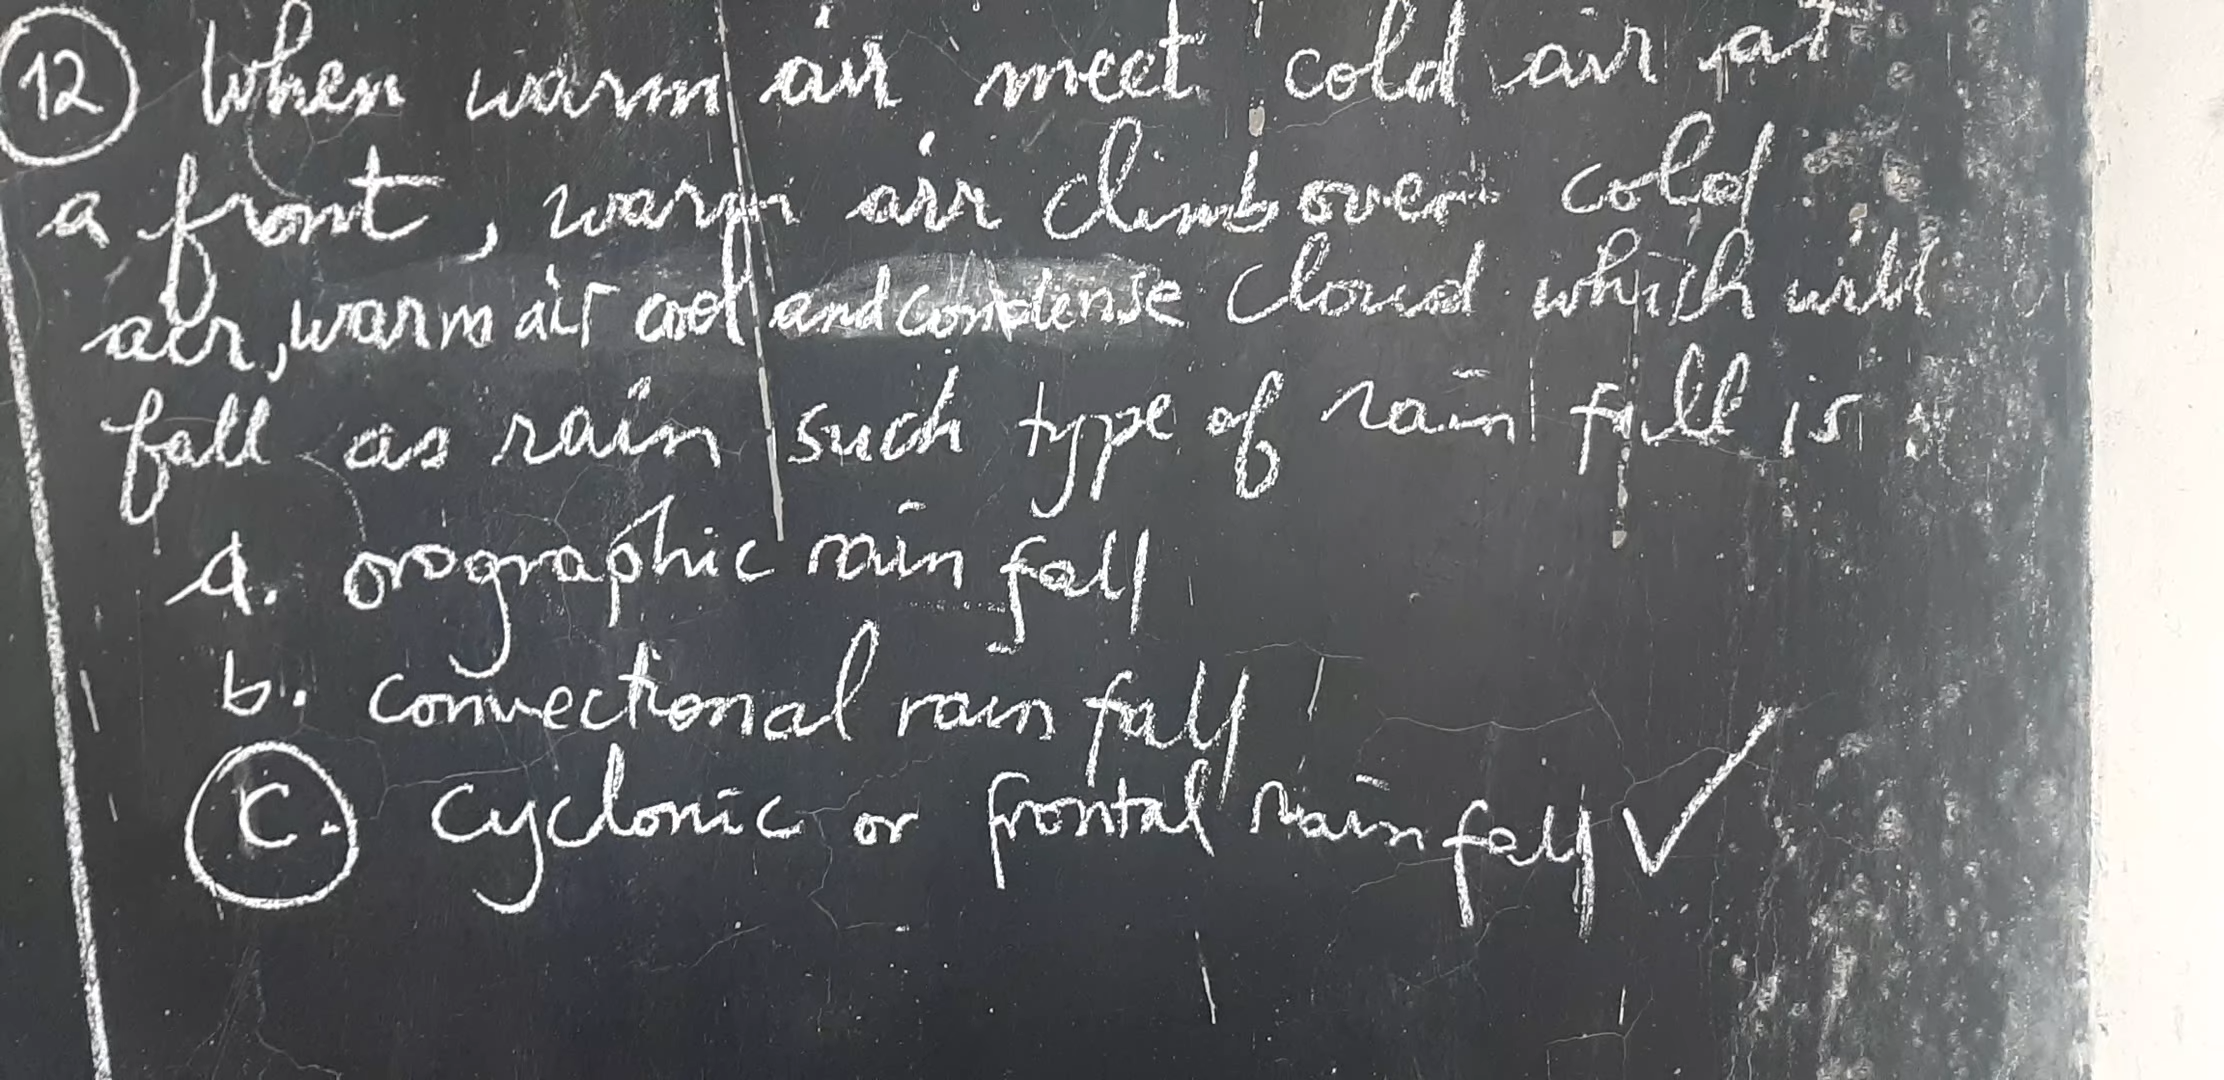 12 When warm air meet cold air at
a front, warm air climb over cold
air, warm air cool and condense cloud which will
fall as rain such type of rain fall is
a. orographic rain fall
b. convectional rain fall
c. cyclonic or frontal rain fall ✓